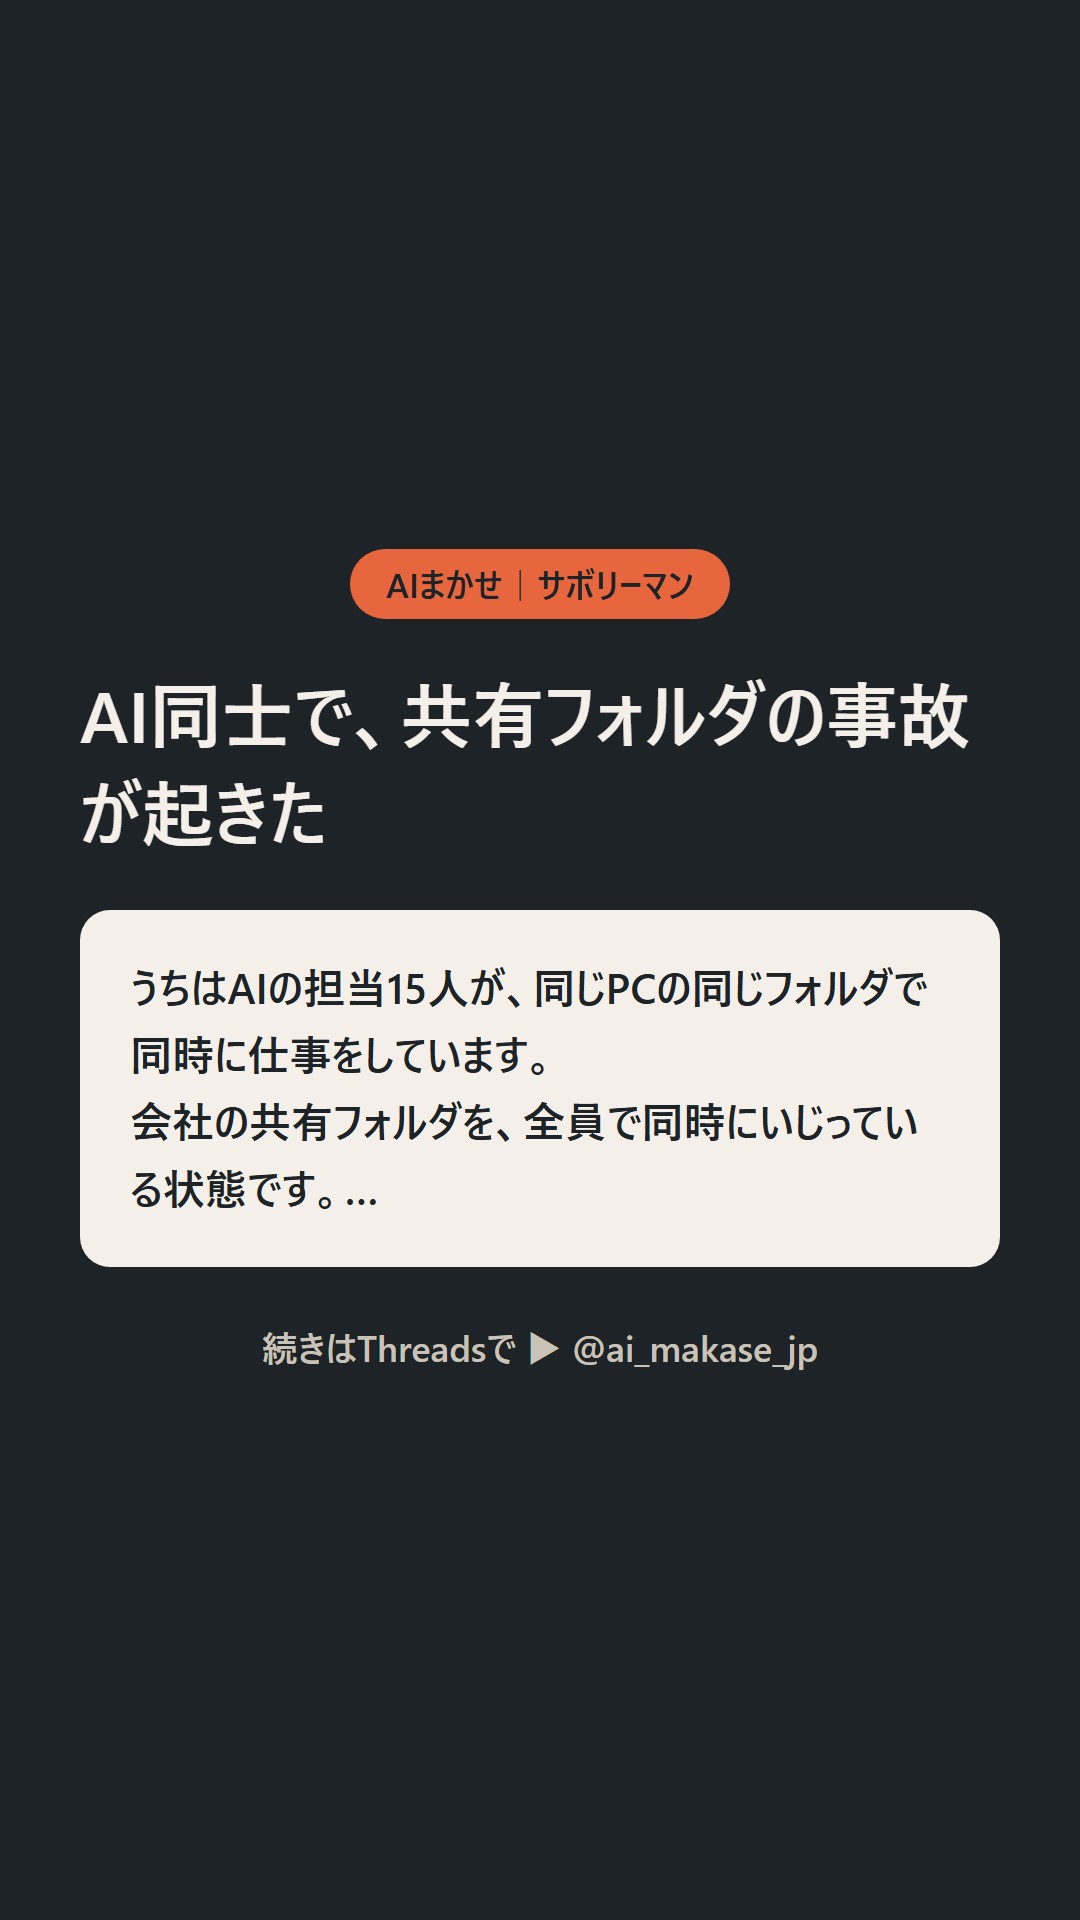 AIまかせ｜サボリーマン
AI同士で、共有フォルダの事故
が起きた
うちはAIの担当15人が、同じPCの同じフォルダで
同時に仕事をしています。
会社の共有フォルダを、全員で同時にいじってい
る状態です。…
続きはThreadsで ▶ @ai_makase_jp